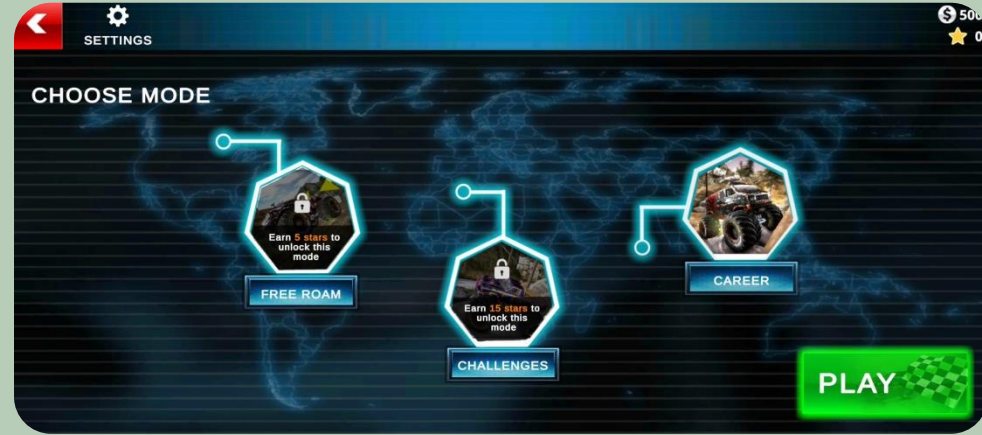 SETTINGS
$ 500
0
CHOOSE MODE
Earn 5 stars to
unlock this
mode
FREE ROAM
Earn 15 stars to
unlock this
mode
CHALLENGES
CAREER
PLAY